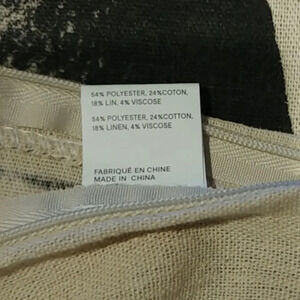 54% POLYESTER, 24%COTTON,
18% LIN, 4% VISCOSE
54% POLYESTER, 24%COTTON,
18% LINEN, 4% VISCOSE
FABRIQUÉ EN CHINE
MADE IN CHINA